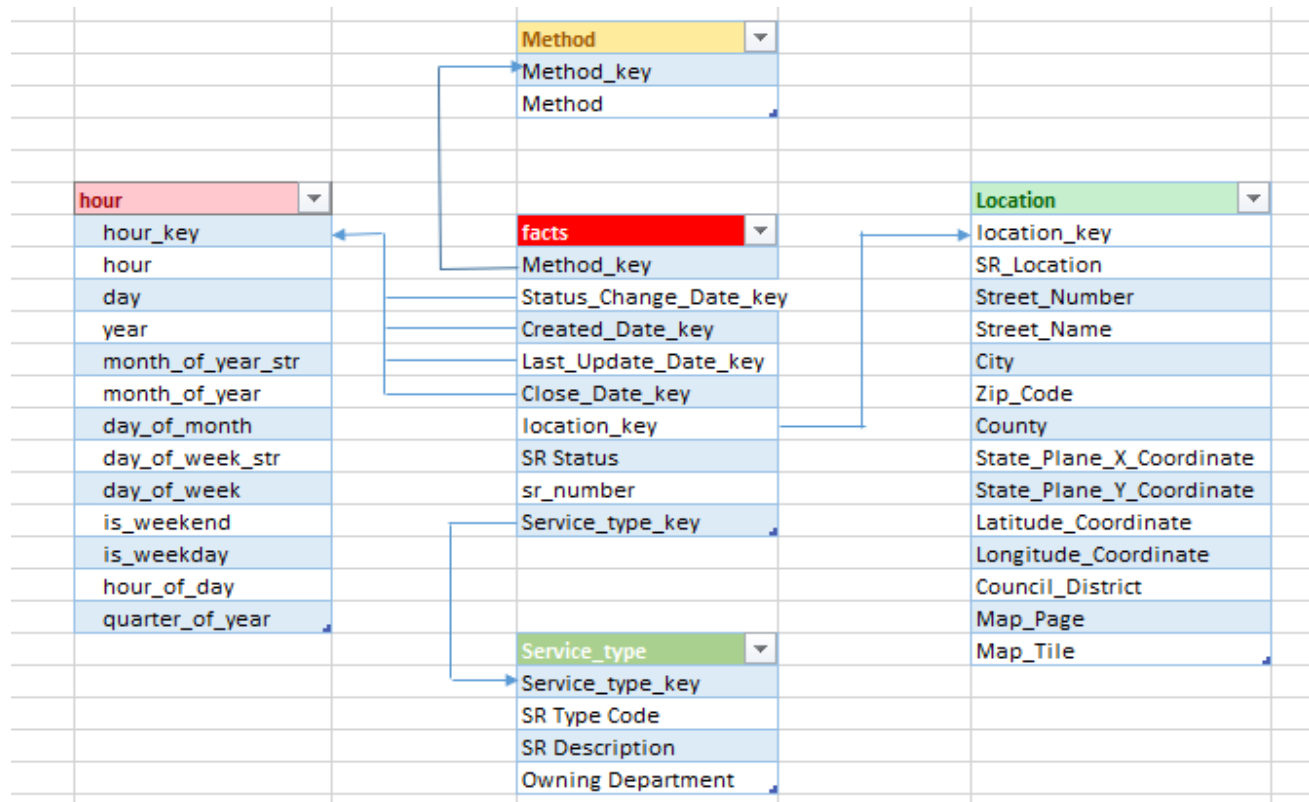 Method
Method_key
Method
hour
hour_key
hour
day
year
month_of_year_str
month_of_year
day_of_month
day_of_week_str
day_of_week
is_weekend
is_weekday
hour_of_day
quarter_of_year
facts
Method_key
Status_Change_Date_key
Created_Date_key
Last_Update_Date_key
Close_Date_key
location_key
SR Status
sr_number
Service_type_key
Location
location_key
SR_Location
Street_Number
Street_Name
City
Zip_Code
County
State_Plane_X_Coordinate
State_Plane_Y_Coordinate
Latitude_Coordinate
Longitude_Coordinate
Council_District
Map_Page
Map_Tile
Service_type
Service_type_key
SR Type Code
SR Description
Owning Department